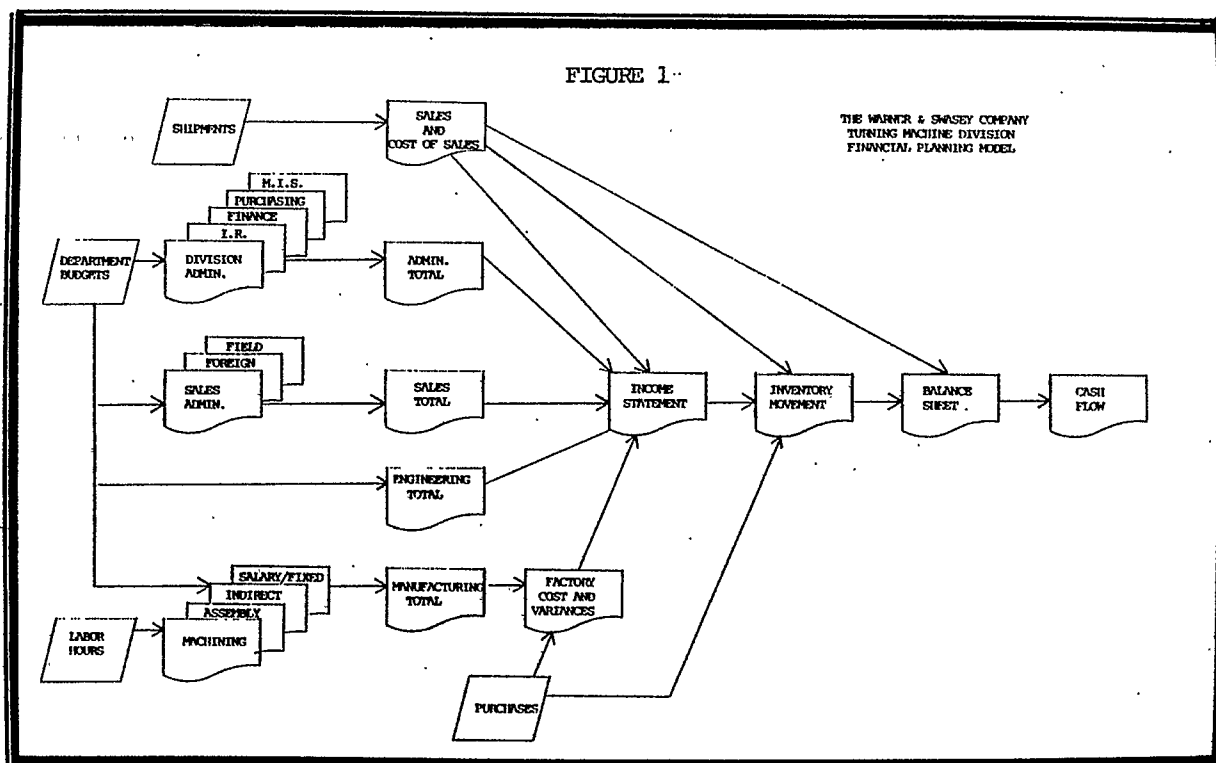 FIGURE 1
THE WARNER & SWASEY COMPANY
TURNING MACHINE DIVISION
FINANCIAL PLANNING MODEL
SHIPMENTS
SALES
AND
COST OF SALES
M.I.S.
PURCHASING
FINANCE
I.R.
DIVISION
ADMIN.
DEPARTMENT
BUDGETS
ADMIN.
TOTAL
FIELD
FOREIGN
SALES
ADMIN.
SALES
TOTAL
INCOME
STATEMENT
INVENTORY
MOVEMENT
BALANCE
SHEET
CASH
FLOW
ENGINEERING
TOTAL
SALARY/FIXED
INDIRECT
ASSEMBLY
MACHINING
LABOR
HOURS
MANUFACTURING
TOTAL
FACTORY
COST AND
VARIANCES
PURCHASES